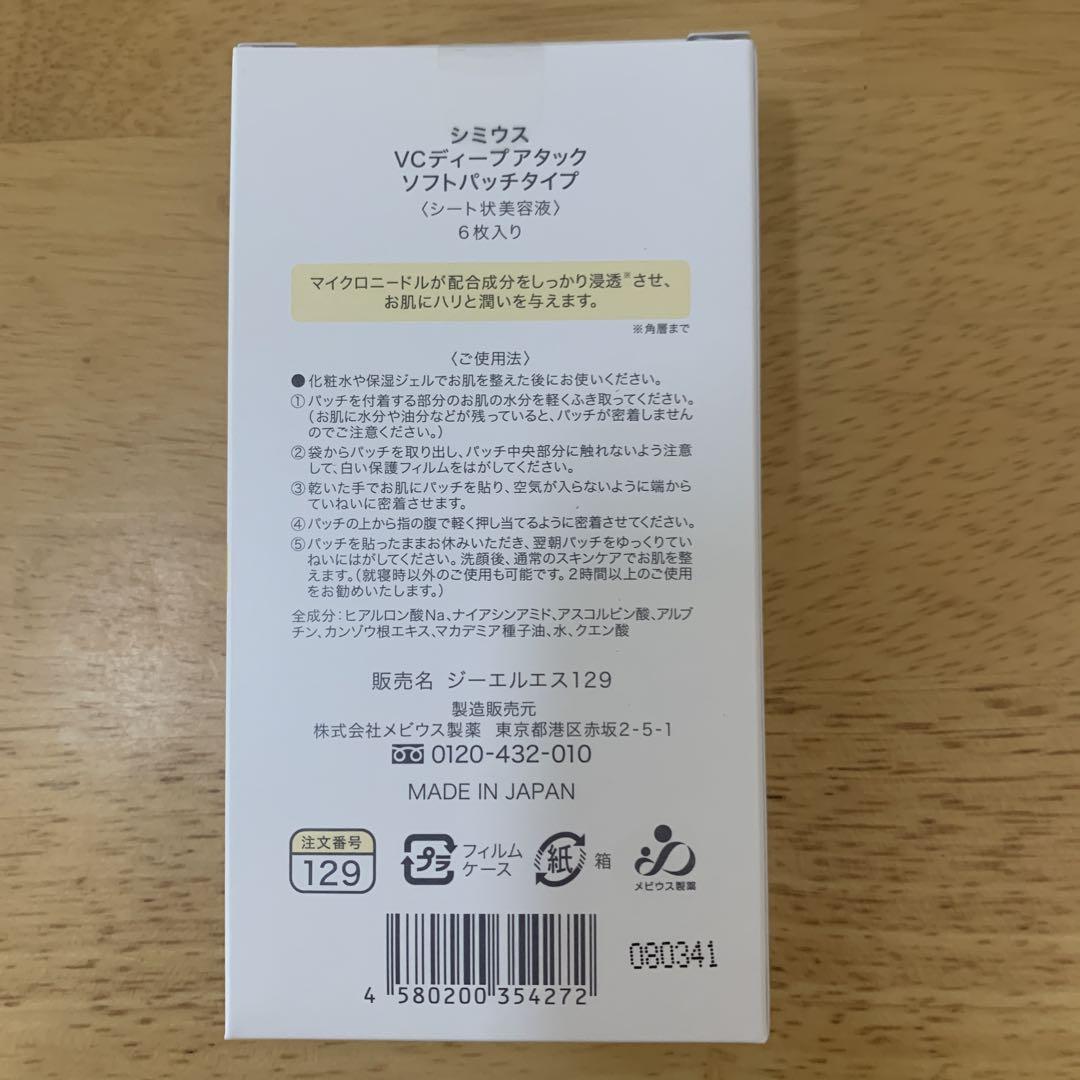 シミウス
VCディープアタック
ソフトパッチタイプ
〈シート状美容液〉
6枚入り
マイクロニードルが配合成分をしっかり浸透※させ、
お肌にハリと潤いを与えます。
※角層まで
〈ご使用法〉
●化粧水や保湿ジェルでお肌を整えた後にお使いください。
①パッチを付着する部分のお肌の水分を軽くふき取ってください。
(お肌に水分や油分などが残っていると、パッチが密着しません
のでご注意ください。)
②袋からパッチを取り出し、パッチ中央部分に触れないよう注意
して、白い保護フィルムをはがしてください。
③乾いた手でお肌にパッチを貼り、空気が入らないように端から
ていねいに密着させます。
④パッチの上から指の腹で軽く押し当てるように密着させてください。
⑤パッチを貼ったままお休みいただき、翌朝パッチをゆっくりてい
ねいにはがしてください。洗顔後、通常のスキンケアでお肌を整
えます。(就寝時以外のご使用も可能です。2時間以上のご使用
をお勧めいたします。)
全成分:ヒアルロン酸Na、ナイアシンアミド、アスコルビン酸、アルブ
チン、カンゾウ根エキス、マカデミア種子油、水、クエン酸
販売名 ジーエルエス129
製造販売元
株式会社メビウス製薬 東京都港区赤坂2-5-1
0120-432-010
MADE IN JAPAN
注文番号
129
プラ
フィルム
ケース
紙
箱
メビウス製薬
080341
4 580200 354272